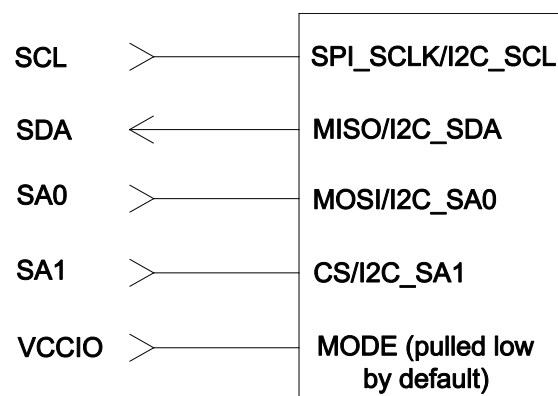 SCL SPI_SCLK/I2C_SCL
SDA MISO/I2C_SDA
SA0 MOSI/I2C_SA0
SA1 CS/I2C_SA1
VCCIO MODE (pulled low
by default)